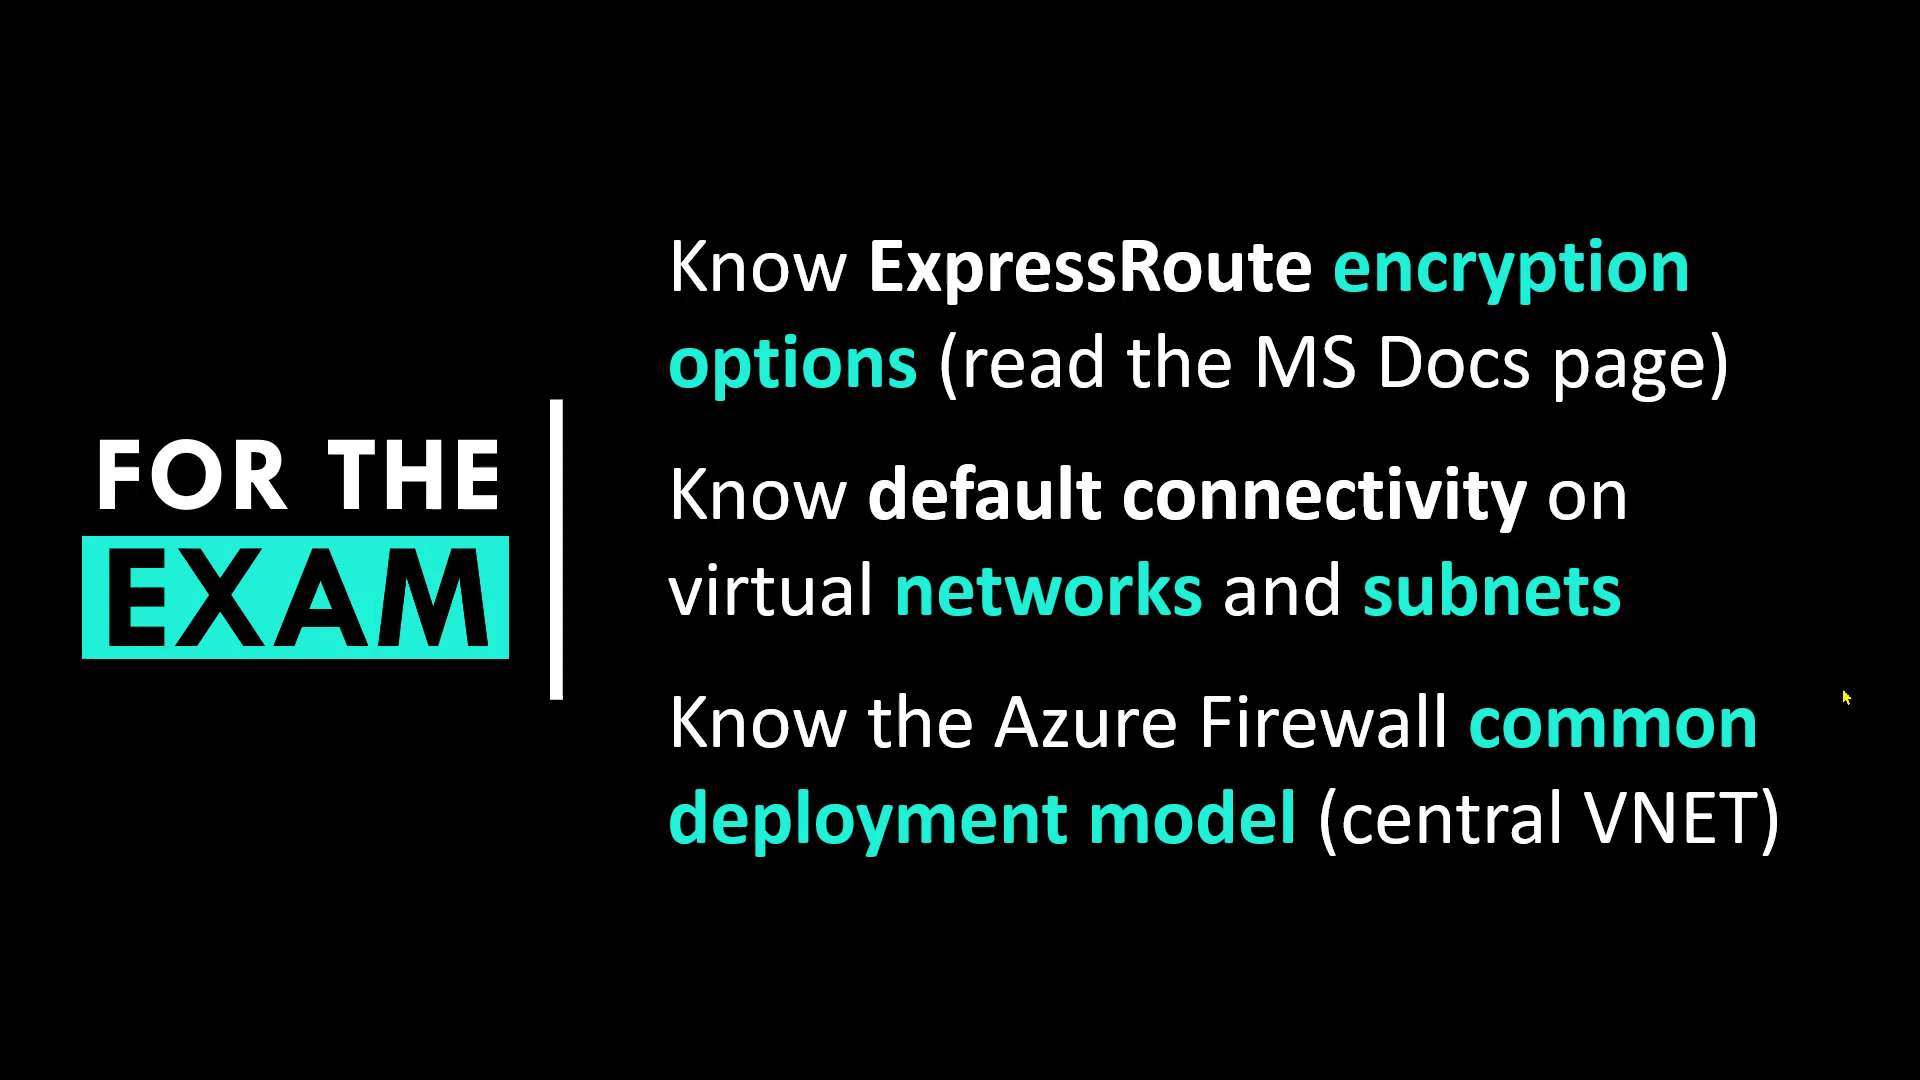 FOR THE
EXAM
Know ExpressRoute encryption
options (read the MS Docs page)
Know default connectivity on
virtual networks and subnets
Know the Azure Firewall common
deployment model (central VNET)